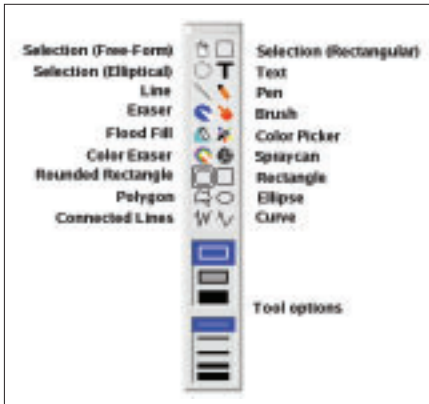 Selection (Free-Form) Selection (Rectangular)
Selection (Elliptical) Text
Line Pen
Eraser Brush
Flood Fill Color Picker
Color Eraser Spraycan
Rounded Rectangle Rectangle
Polygon Ellipse
Connected Lines Curve
Tool options